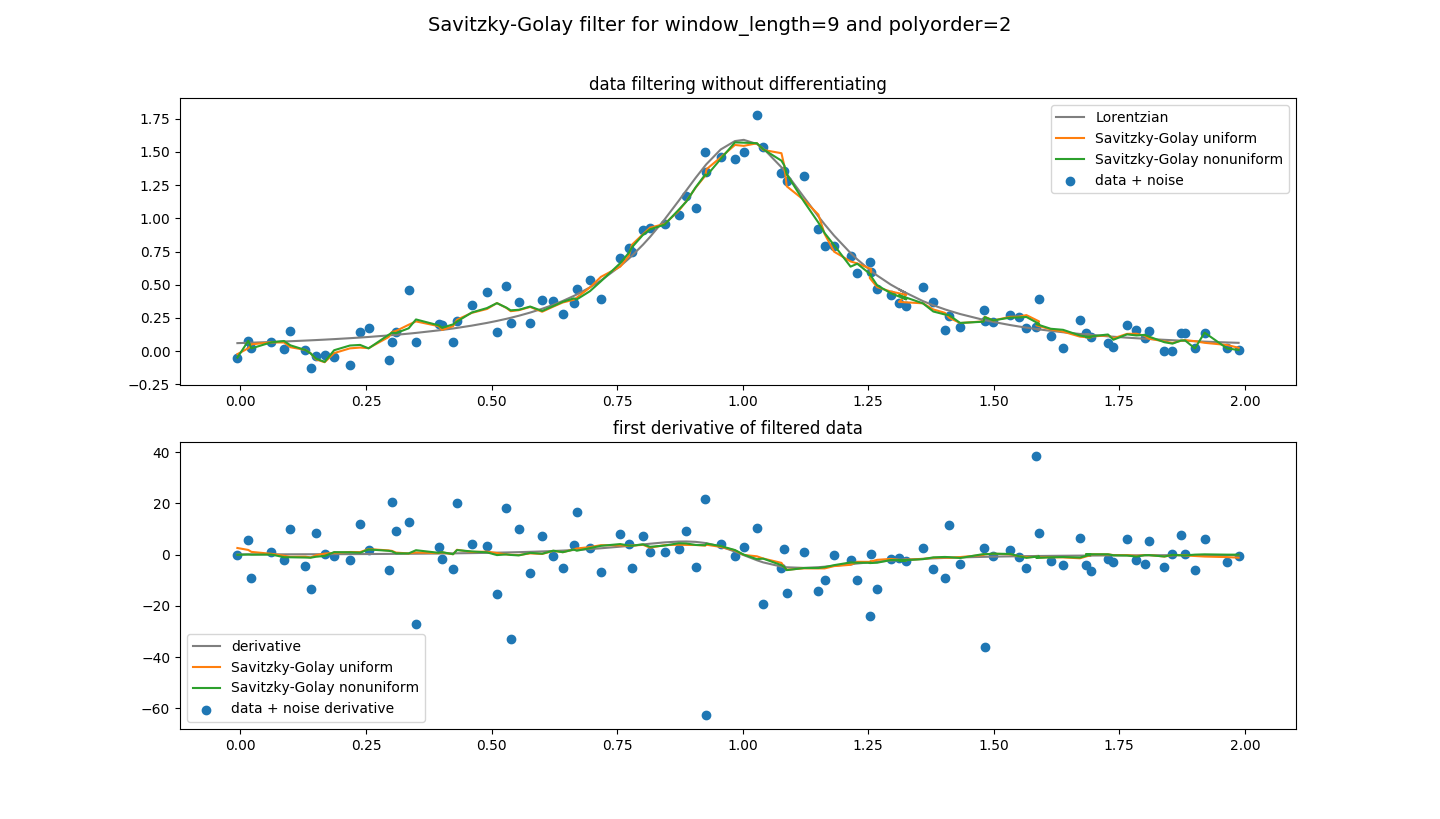 Savitzky-Golay filter for window_length=9 and polyorder=2
data filtering without differentiating
1.75
1.50
1.25
1.00
0.75
0.50
0.25
0.00
−0.25
Lorentzian
Savitzky-Golay uniform
Savitzky-Golay nonuniform
data + noise
0.00 0.25 0.50 0.75 1.00 1.25 1.50 1.75 2.00
first derivative of filtered data
40
20
0
−20
−40
−60
derivative
Savitzky-Golay uniform
Savitzky-Golay nonuniform
data + noise derivative
0.00 0.25 0.50 0.75 1.00 1.25 1.50 1.75 2.00